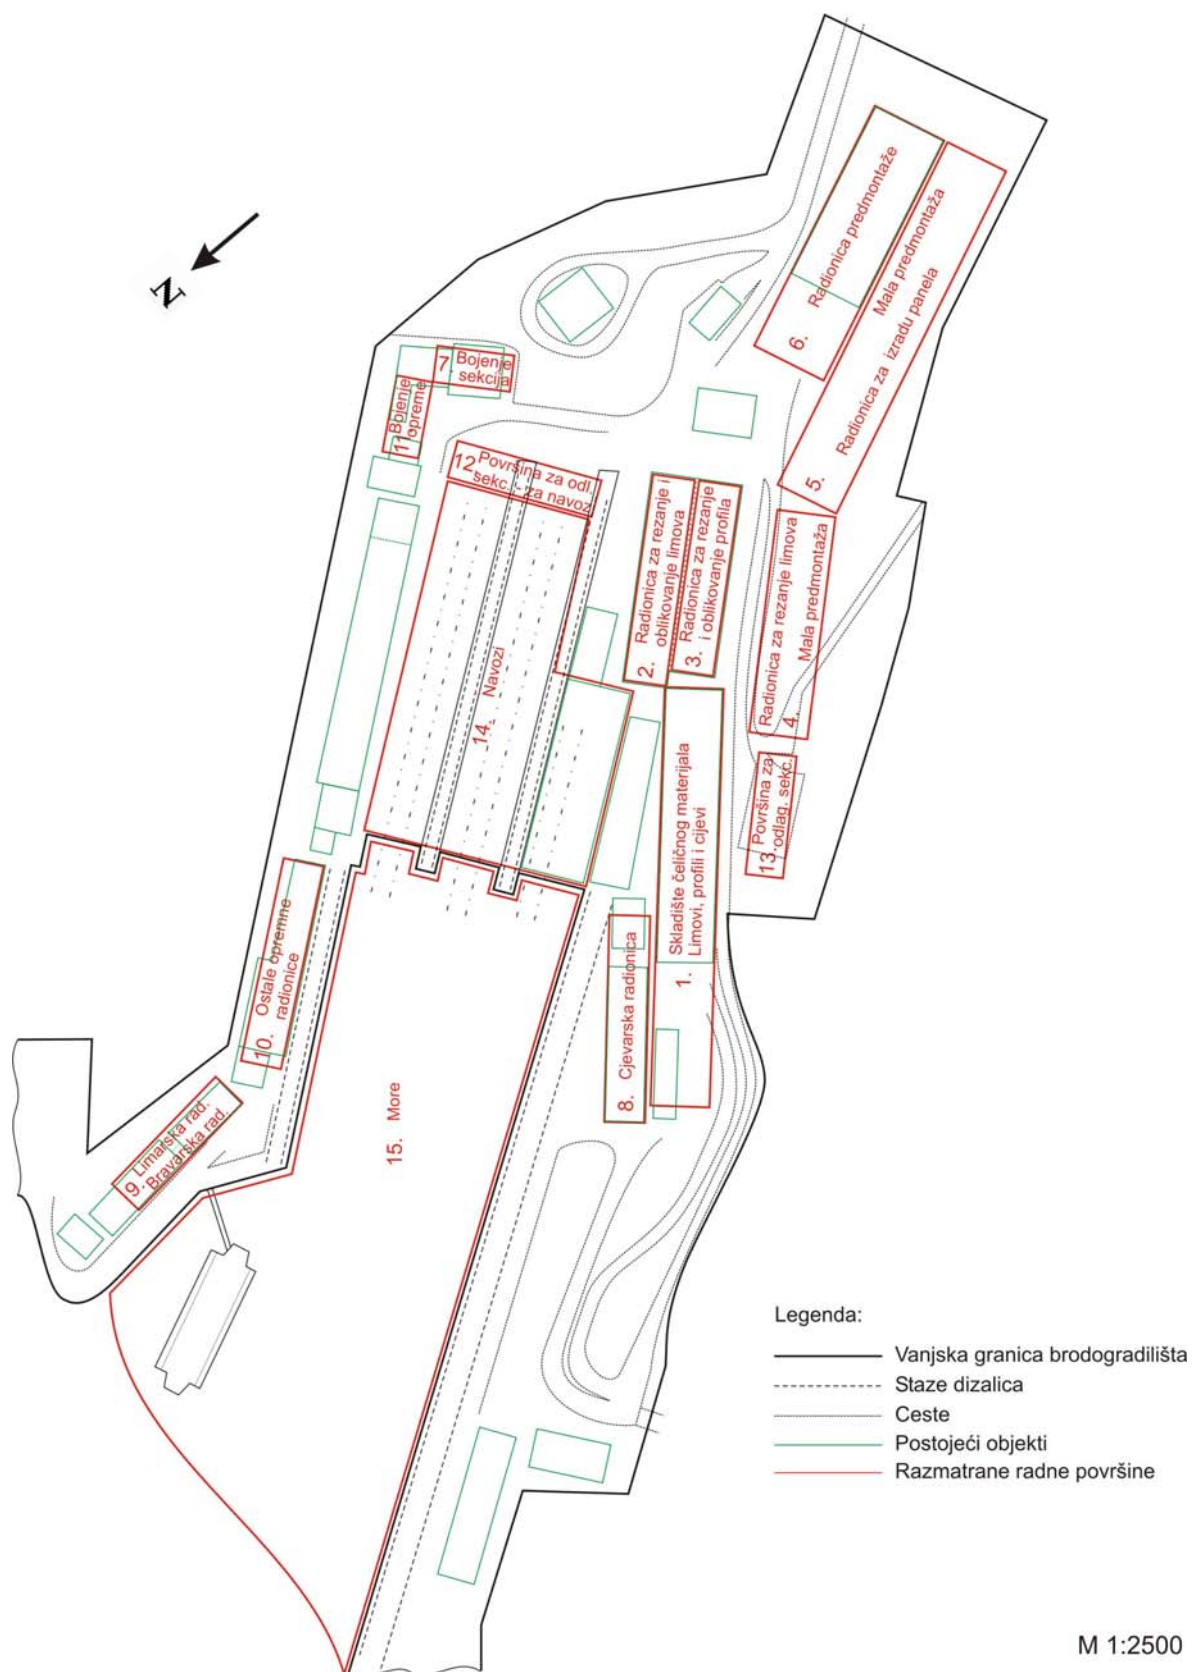 N
6. Radionica predmontaže
Mala predmontaža
5. Radionica za izradu panela
7. Bojenje
sekcija
11 Bojenje
opreme
12. Površina za odl.
sekc. - za navoz
2. Radionica za rezanje i
oblikovanje limova
3. Radionica za rezanje
i oblikovanje profila
Radionica za rezanje limova
4. Mala predmontaža
14. Navozi
13. Površina za
odlag. sekc.
1. Skladište čeličnog materijala
Limovi, profili i cijevi
8. Cjevarska radionica
10. Ostale opremne
radionice
9. Limarska rad.
Bravarska rad.
15. More
Legenda:
Vanjska granica brodogradilišta
Staze dizalica
Ceste
Postojeći objekti
Razmatrane radne površine
M 1:2500